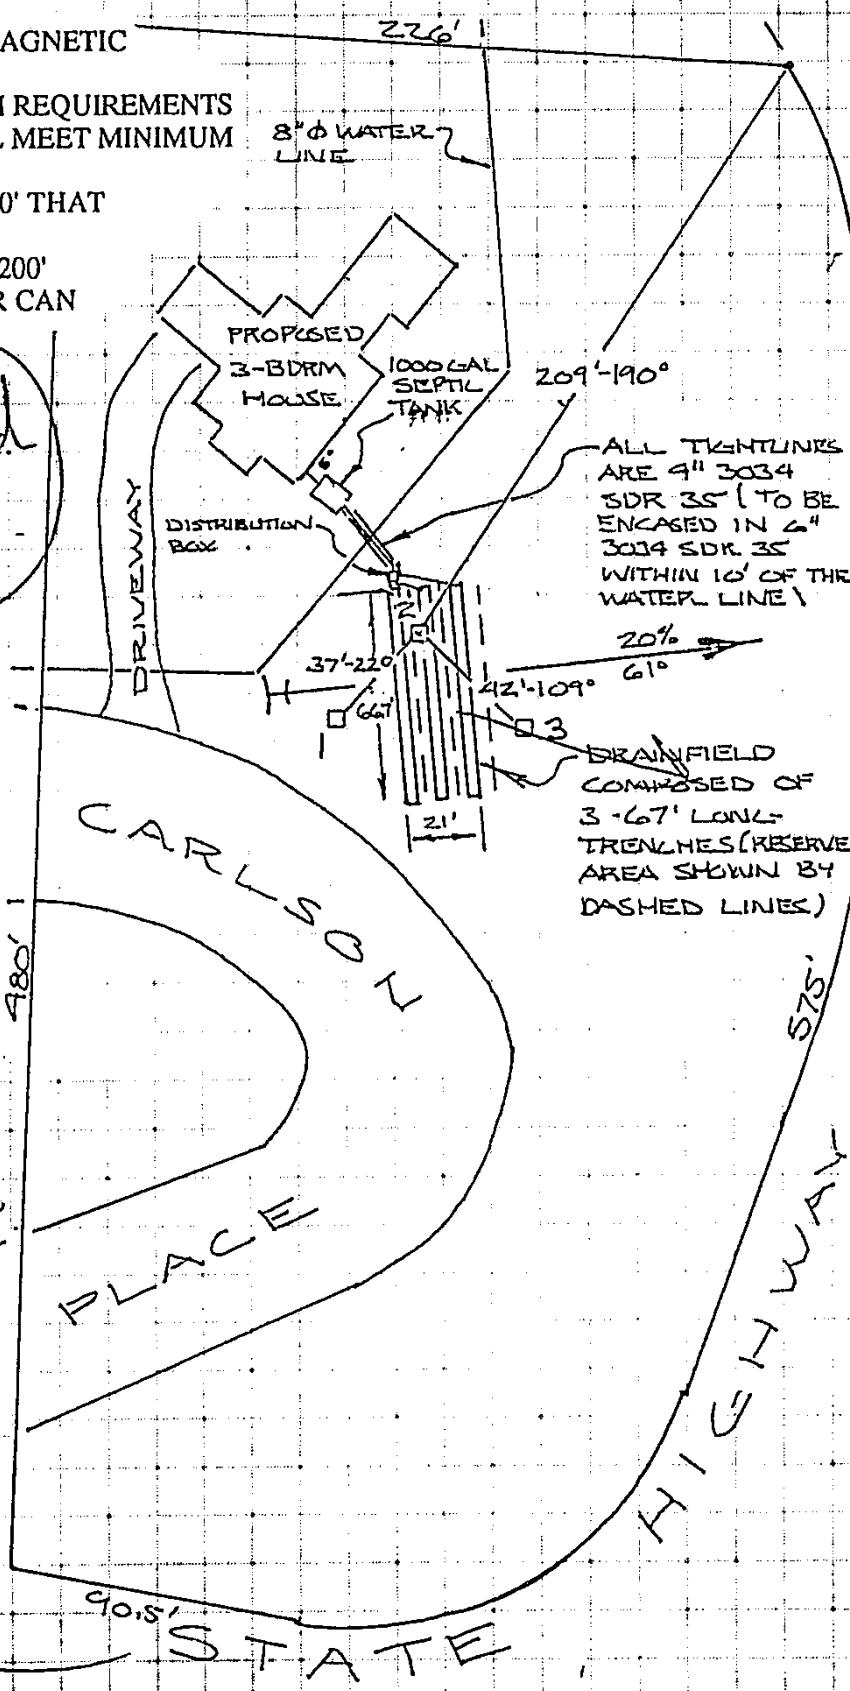 AGNETIC
226'
REQUIREMENTS
MEET MINIMUM
0' THAT
200'
CAN
8" Φ WATER
LINE
PROPOSED
3-BDRM
HOUSE
1000 GAL
SEPTIC
TANK
6'
209'-190°
ALL TIGHTLINES
ARE 4" 3034
SDR 35 (TO BE
ENCASED IN 6"
3034 SDR 35
WITHIN 10' OF THE
WATER LINE)
DISTRIBUTION
BOX
DRIVEWAY
2
20%
61°
37'-220°
42'-109°
667'
1
3
DRAINFIELD
COMPOSED OF
3-67' LONG
TRENCHES (RESERVE
AREA SHOWN BY
DASHED LINES)
21'
CARLSON
PLACE
480'
575'
STATE
HIGHWAY
90.5'